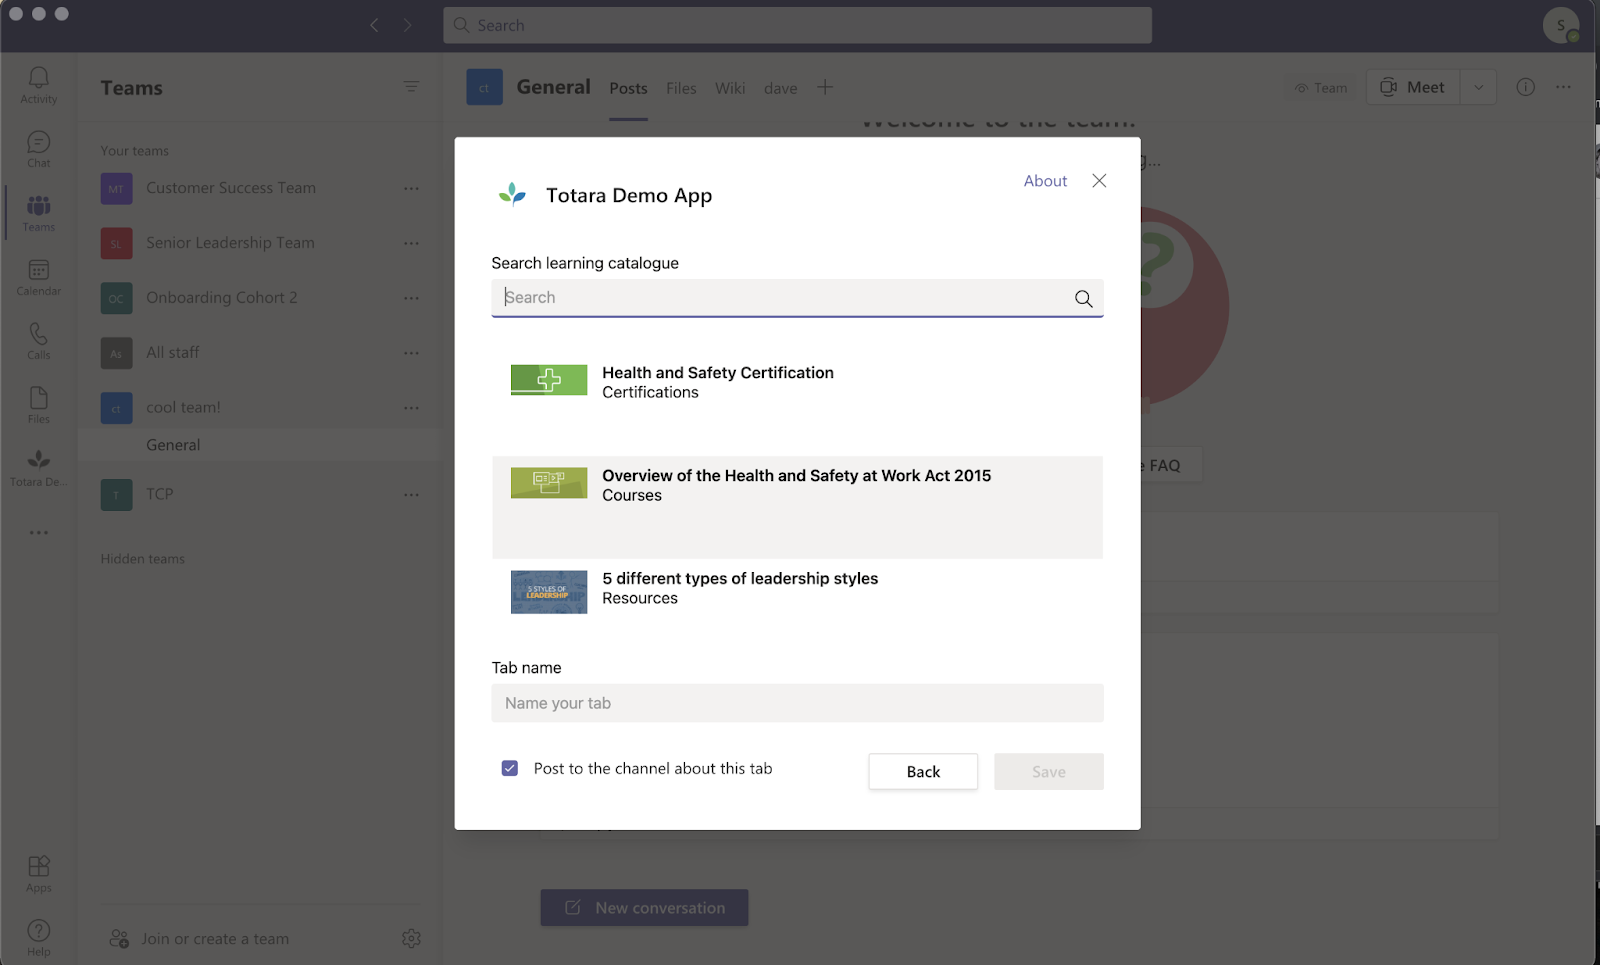 Search
S
Activity
Chat
Teams
Calendar
Calls
Files
Totara De...
Apps
Help
Teams
Your teams
MT Customer Success Team
SL Senior Leadership Team
OC Onboarding Cohort 2
As All staff
ct cool team!
General
T TCP
Hidden teams
Join or create a team
ct General Posts Files Wiki dave
Team Meet
Welcome to the team!
g...
e FAQ
New conversation
Totara Demo App
About
Search learning catalogue
Search
Health and Safety Certification
Certifications
Overview of the Health and Safety at Work Act 2015
Courses
5 STYLES OF
LEADERSHIP
5 different types of leadership styles
Resources
Tab name
Name your tab
Post to the channel about this tab
Back
Save